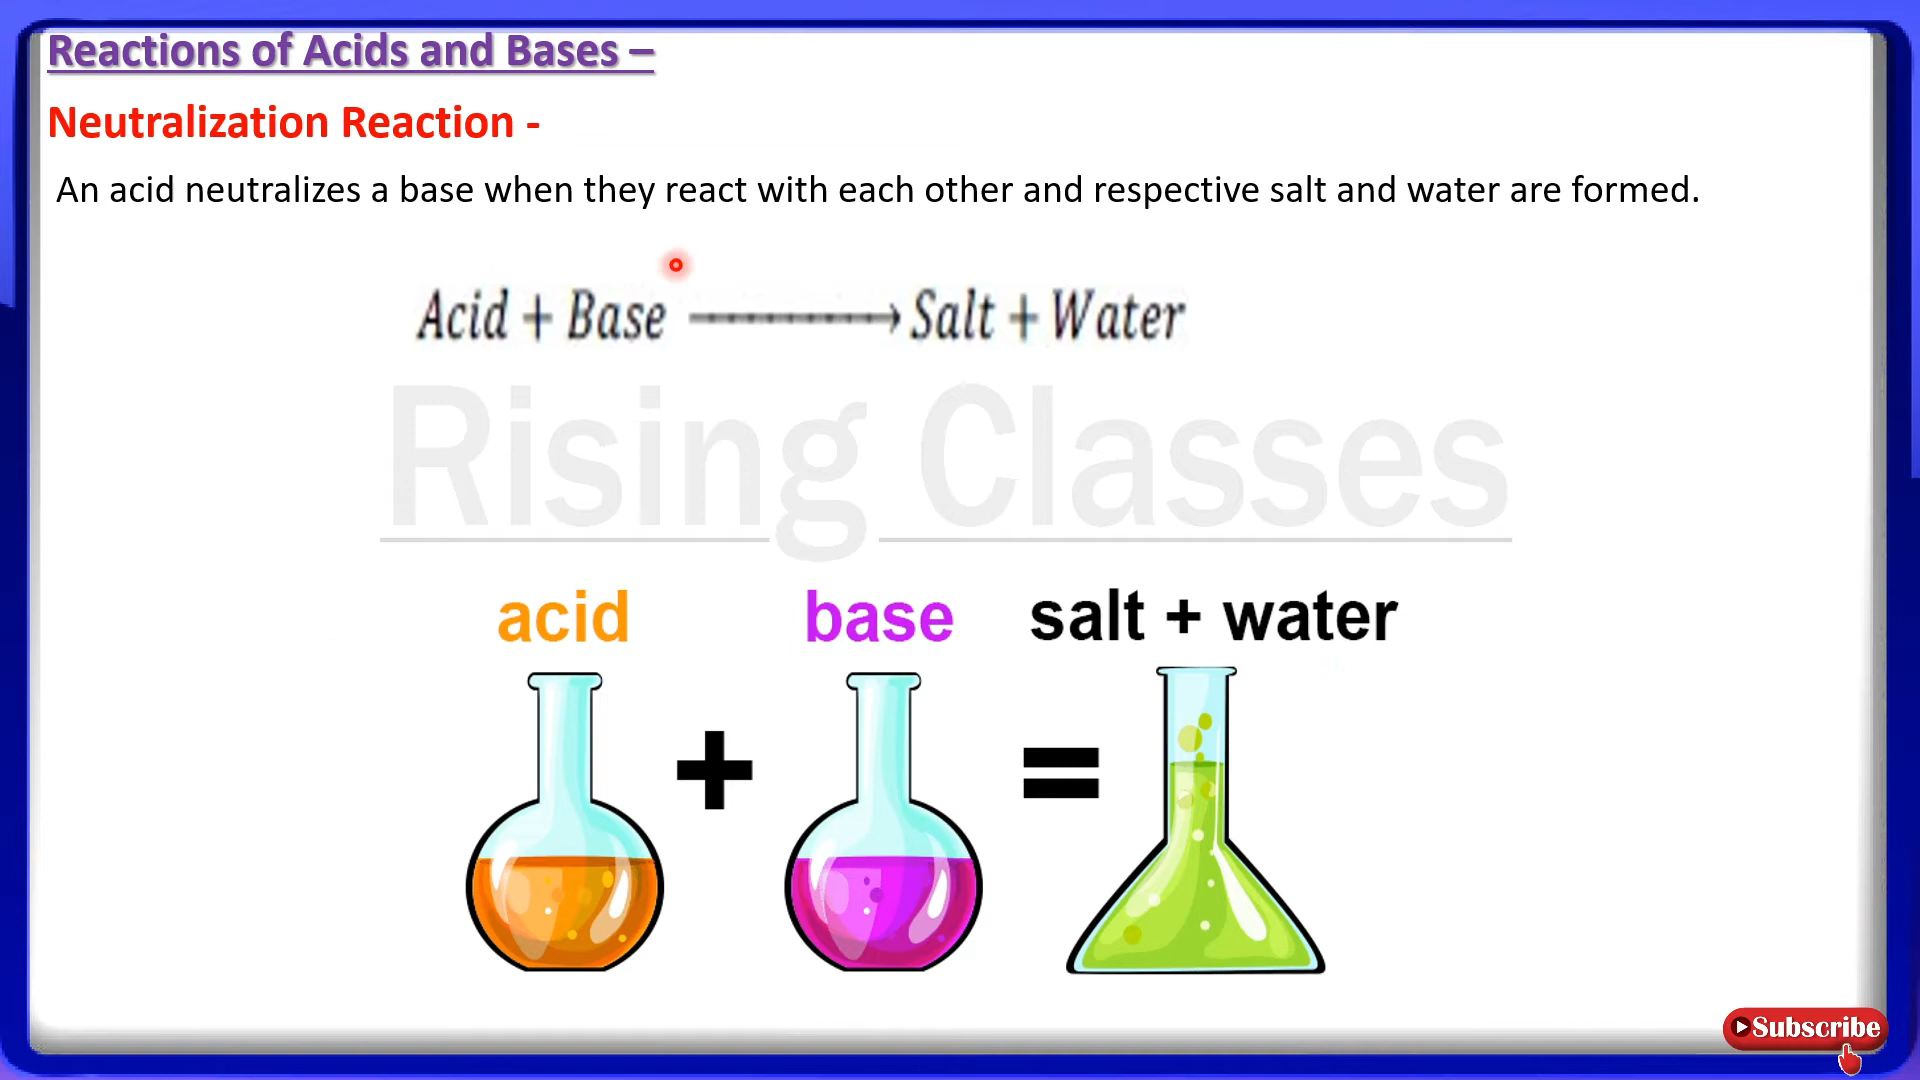 Reactions of Acids and Bases –
Neutralization Reaction -
An acid neutralizes a base when they react with each other and respective salt and water are formed.
Acid + Base ⟶ Salt + Water
Rising Classes
acid base salt + water
+ =
Subscribe